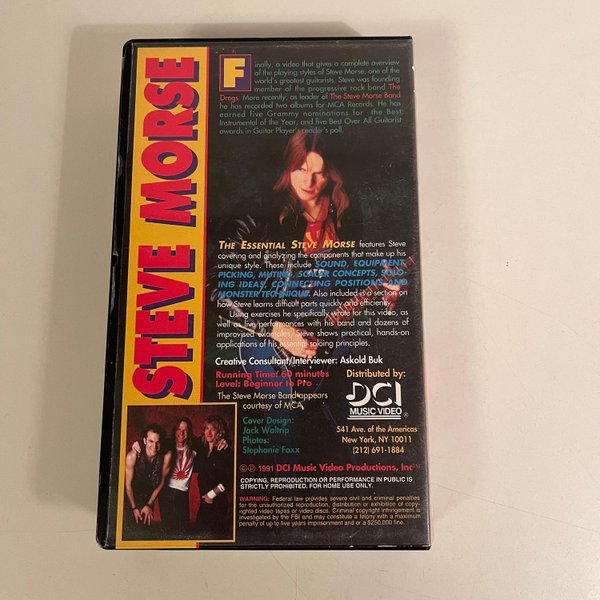 STEVE MORSE
Finally, a video that gives a complete overview
of the playing styles of Steve Morse, one of the
world's greatest guitarists. Steve was founding
member of the progressive rock band The
Dregs. More recently, as leader of The Steve Morse Band
he has recorded two albums for MCA Records. He has
earned five Grammy nominations for the Best
Instrumental of the Year, and five Best Over All Guitarist
awards in Guitar Player's reader's poll.
THE ESSENTIAL STEVE MORSE features Steve
covering and analyzing the components that make up his
unique style. These include SOUND, EQUIPMENT,
PICKING, MUTING, SCALER CONCEPTS, SOLO-
ING IDEAS, CONNECTING POSITIONS AND
MONSTER TECHNIQUE. Also included is a section on
how Steve learns difficult parts quickly and efficiently.
Using exercises he specifically wrote for this video, as
well as live performances with his band and dozens of
improvised examples, Steve shows practical, hands-on
applications of his essential soloing principles.
Creative Consultant/Interviewer: Askold Buk
Running Time: 60 minutes
Level: Beginner to Pro
The Steve Morse Band appears
courtesy of MCA
Cover Design:
Jack Waltrip
Photos:
Stephanie Foxx
Distributed by:
DCI
MUSIC VIDEO ®
541 Ave. of the Americas
New York, NY 10011
(212) 691-1884
©℗ 1991 DCI Music Video Productions, Inc™
COPYING, REPRODUCTION OR PERFORMANCE IN PUBLIC IS
STRICTLY PROHIBITED. FOR HOME USE ONLY.
WARNING: Federal law provides severe civil and criminal penalties
for the unauthorized reproduction, distribution or exhibition of copy-
righted video tapes or video discs. Criminal copyright infringement is
investigated by the FBI and may constitute a felony with a maximum
penalty of up to five years imprisonment and or a $250,000 fine.